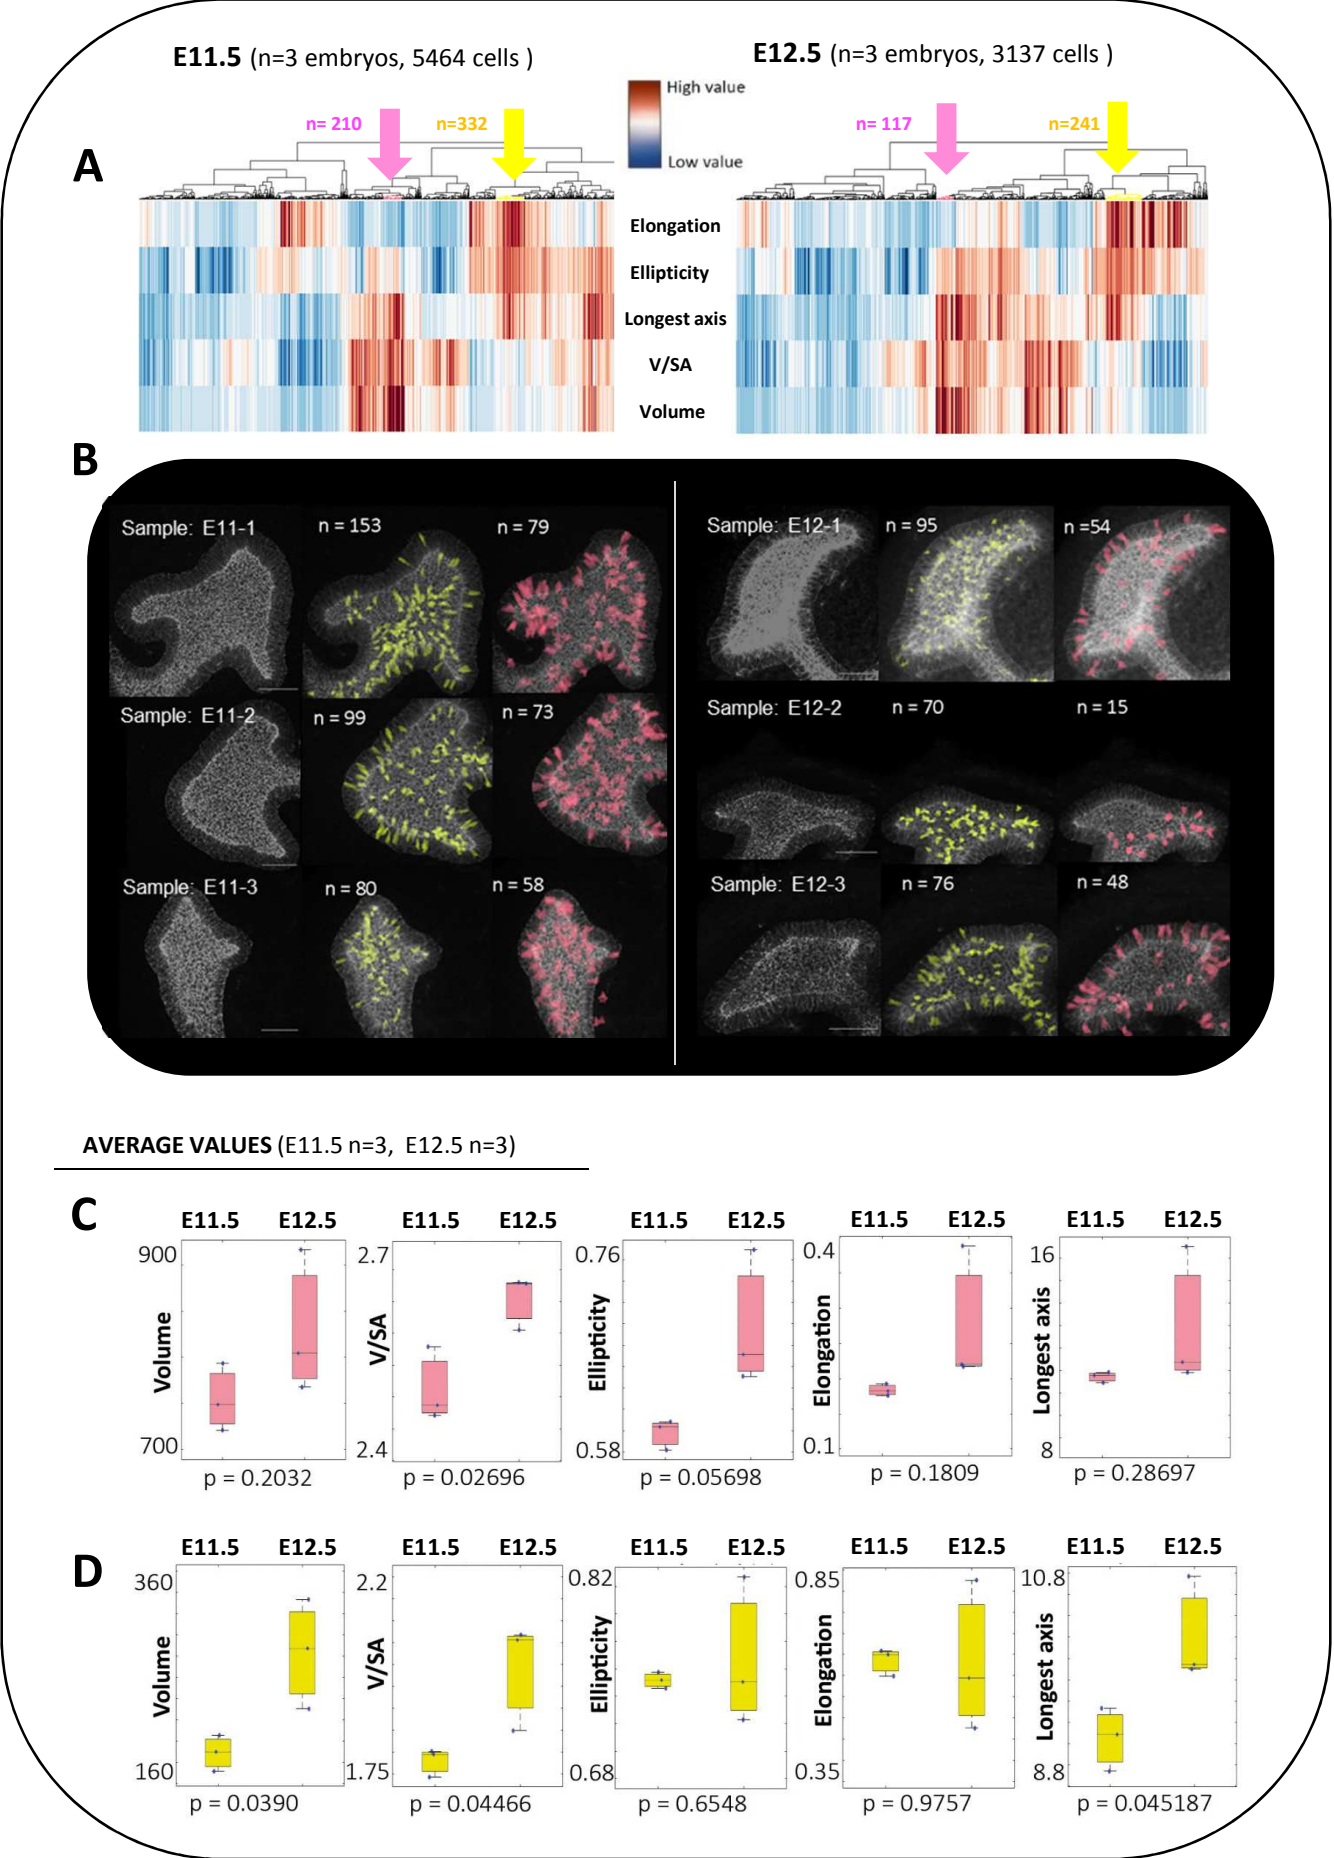 E11.5 (n=3 embryos, 5464 cells )
E12.5 (n=3 embryos, 3137 cells )
High value
Low value
n= 210
n=332
n= 117
n=241
A
Elongation
Ellipticity
Longest axis
V/SA
Volume
B
Sample: E11-1
n = 153
n = 79
Sample: E12-1
n = 95
n =54
Sample: E11-2
n = 99
n = 73
Sample: E12-2
n = 70
n = 15
Sample: E11-3
n = 80
n = 58
Sample: E12-3
n = 76
n = 48
AVERAGE VALUES (E11.5 n=3, E12.5 n=3)
C
E11.5 E12.5
Volume
900
700
p = 0.2032
E11.5 E12.5
V/SA
2.7
2.4
p = 0.02696
E11.5 E12.5
Ellipticity
0.76
0.58
p = 0.05698
E11.5 E12.5
Elongation
0.4
0.1
p = 0.1809
E11.5 E12.5
Longest axis
16
8
p = 0.28697
D
E11.5 E12.5
Volume
360
160
p = 0.0390
E11.5 E12.5
V/SA
2.2
1.75
p = 0.04466
E11.5 E12.5
Ellipticity
0.82
0.68
p = 0.6548
E11.5 E12.5
Elongation
0.85
0.35
p = 0.9757
E11.5 E12.5
Longest axis
10.8
8.8
p = 0.045187